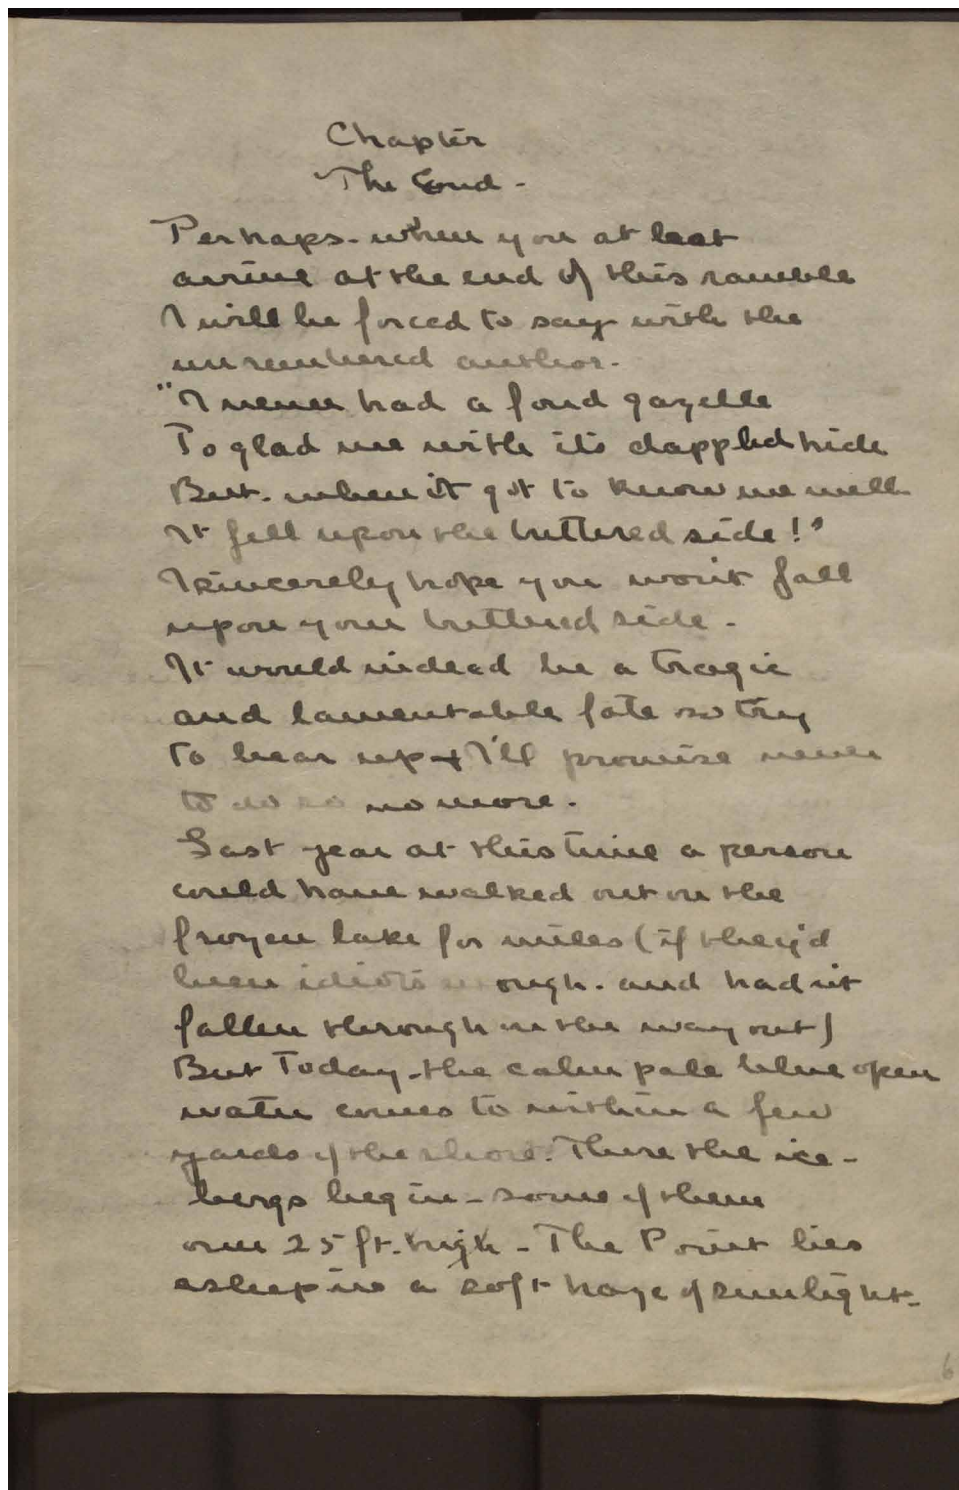 Chapter
The End -
Perhaps - when you at last
arrive at the end of this ramble
I will be forced to say with the
unremembered author.
"I never had a fond gazelle
To glad me with its dappled hide
But. when it got to know me well
It fell upon the buttered side!"
I sincerely hope you won't fall
upon your buttered side -
It would indeed be a tragic
and lamentable fate so try
to bear up + I'll promise never
to do so no more.
Last year at this time a person
could have walked out on the
frozen lake for miles (if they'd
been idiots enough. and hadn't
fallen through on the way out)
But Today - the calm pale blue open
water comes to within a few
yards of the shore. There the ice-
bergs begin - some of them
over 25 ft. high - The Point lies
asleep in a soft haze of sunlight -
6